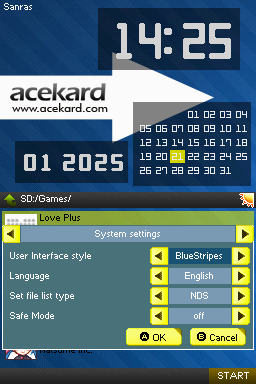 Sanras
14:25
acekard
www.acekard.com
01 02 03 04
05 06 07 08 09 10 11
12 13 14 15 16 17 18
19 20 21 22 23 24 25
26 27 28 29 30 31
01 2025
SD:/Games/
Love Plus
System settings
User Interface style
BlueStripes
Language
English
Set file list type
NDS
Safe Mode
off
A OK
B Cancel
Inc.
START